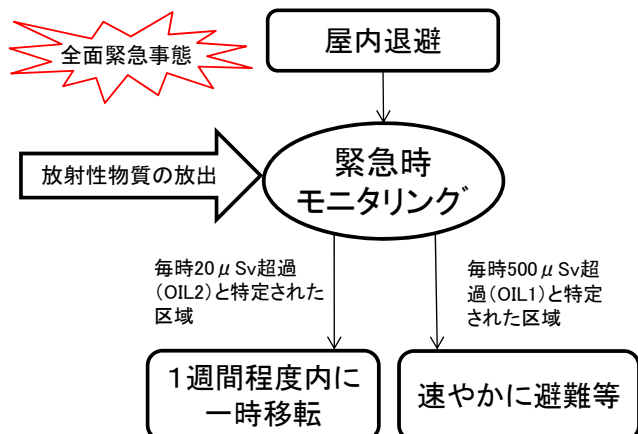 全面緊急事態
屋内退避
放射性物質の放出
緊急時
モニタリング
毎時20μSv超過
(OIL2)と特定された
区域
毎時500μSv超
過(OIL1)と特定
された区域
1週間程度内に
一時移転
速やかに避難等